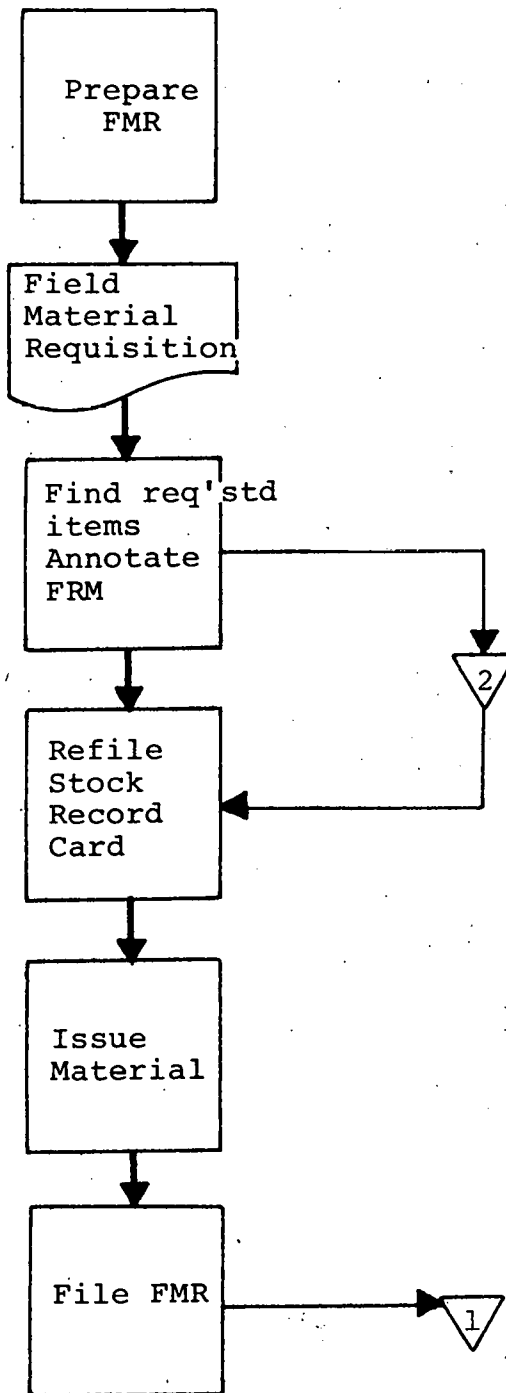 Prepare
FMR
Field
Material
Requisition
Find req'std
items
Annotate
FRM
2
Refile
Stock
Record
Card
Issue
Material
File FMR
1